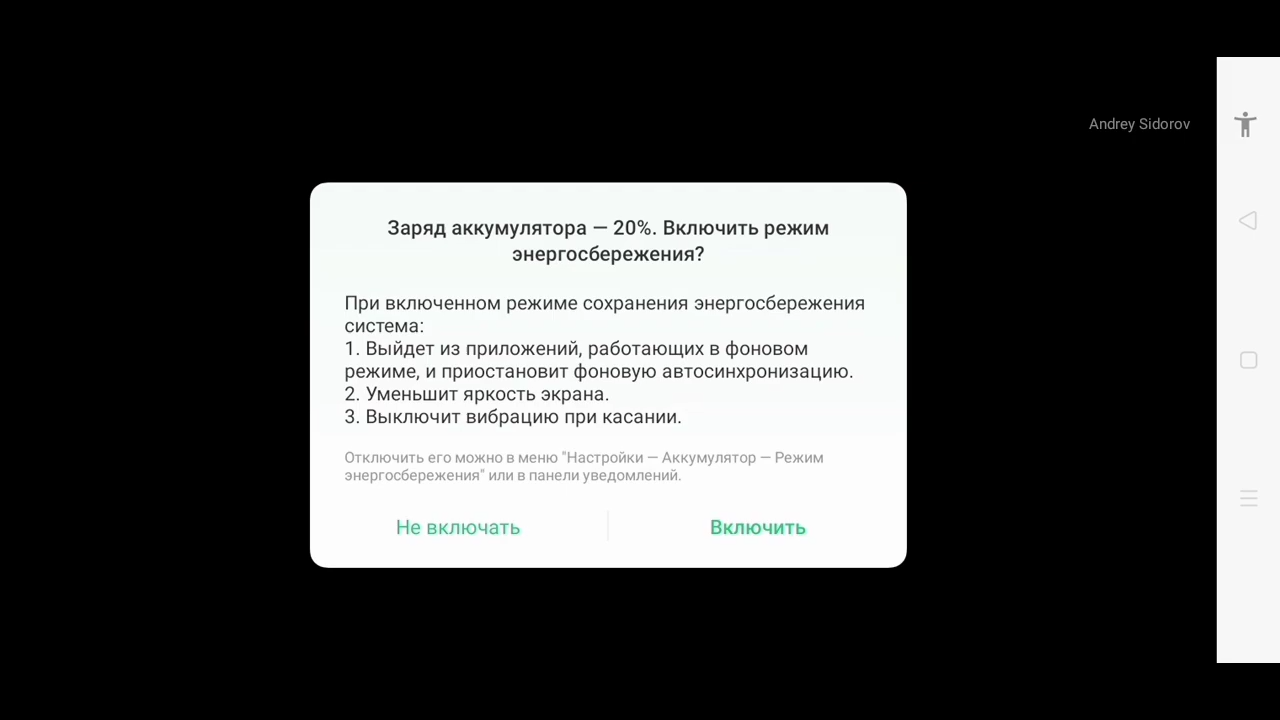 Andrey Sidorov
Заряд аккумулятора — 20%. Включить режим
энергосбережения?
При включенном режиме сохранения энергосбережения
система:
1. Выйдет из приложений, работающих в фоновом
режиме, и приостановит фоновую автосинхронизацию.
2. Уменьшит яркость экрана.
3. Выключит вибрацию при касании.
Отключить его можно в меню "Настройки — Аккумулятор — Режим
энергосбережения" или в панели уведомлений.
Не включать
Включить